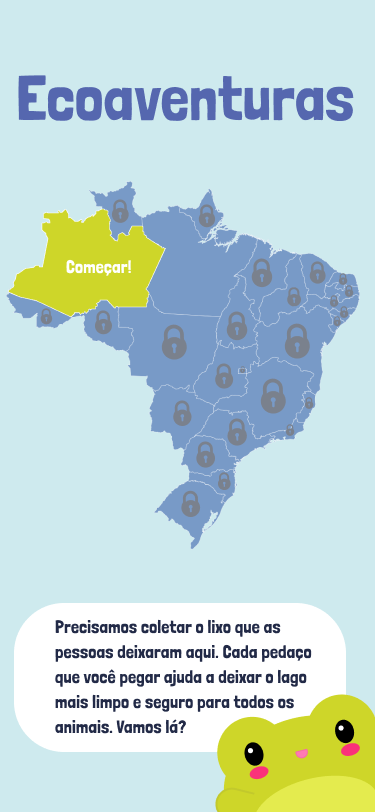 Ecoaventuras
Começar!
Precisamos coletar o lixo que as
pessoas deixaram aqui. Cada pedaço
que você pegar ajuda a deixar o lago
mais limpo e seguro para todos os
animais. Vamos lá?